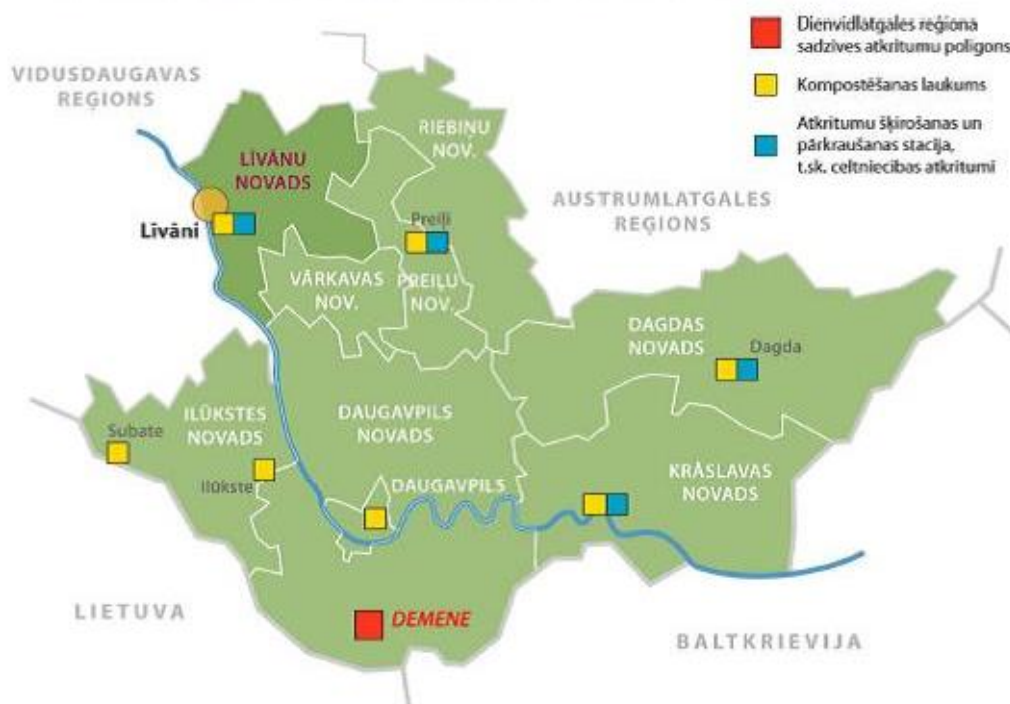 Dienvidlatgales reģiona
sadzīves atkritumu poligons
Kompostēšanas laukums
Atkritumu šķirošanas un
pārkraušanas stacija,
t.sk. celtniecības atkritumi
VIDUSDAUGAVAS
REĢIONS
RIEBIŅU
NOV.
LĪVĀNU
NOVADS
AUSTRUMLATGALES
REĢIONS
Līvāni
Preiļi
VĀRKAVAS
NOV.
PREIĻU
NOV.
DAGDAS
NOVADS
Dagda
ILŪKSTES
NOVADS
DAUGAVPILS
NOVADS
Subate
KRĀSLAVAS
NOVADS
Ilūkste
DAUGAVPILS
LIETUVA
DEMENE
BALTKRIEVIJA